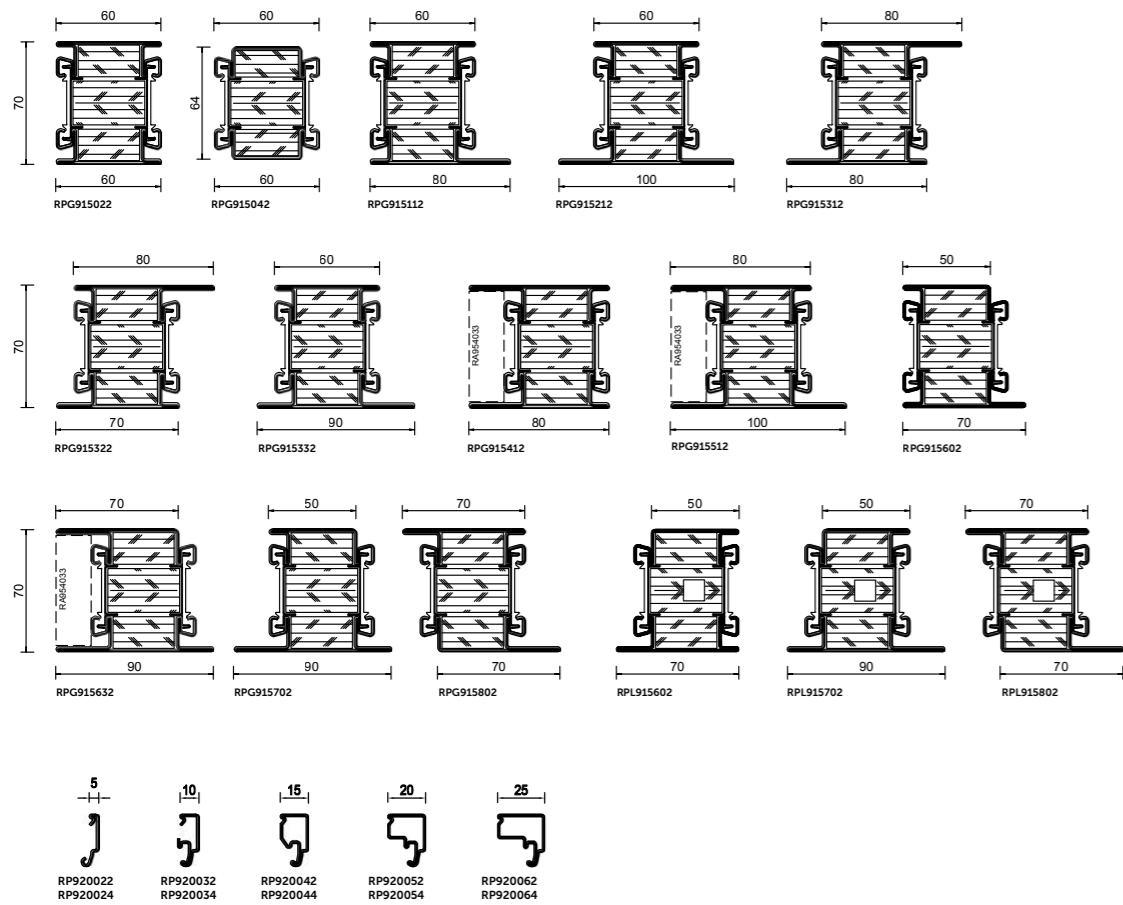 60 60 60 60 80
70
64
60 60 80 100 80
RPG915022 RPG915042 RPG915112 RPG915212 RPG915312
80 60 80 50
70
RA954033 RA954033
70 90 80 100 70
RPG915322 RPG915332 RPG915412 RPG915512 RPG915602
70 50 70 50 50 70
70
RA954033
90 90 70 70 90 70
RPG915632 RPG915702 RPG915802 RPL915602 RPL915702 RPL915802
5 10 15 20 25
RP920022 RP920032 RP920042 RP920052 RP920062
RP920024 RP920034 RP920044 RP920054 RP920064